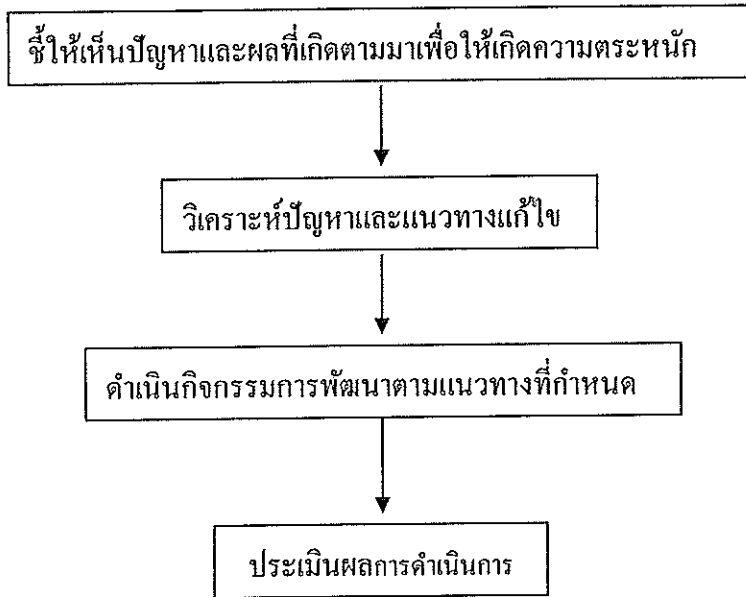 ชี้ให้เห็นปัญหาและผลที่เกิดตามมาเพื่อให้เกิดความตระหนัก
วิเคราะห์ปัญหาและแนวทางแก้ไข
ดำเนินกิจกรรมการพัฒนาตามแนวทางที่กำหนด
ประเมินผลการดำเนินการ